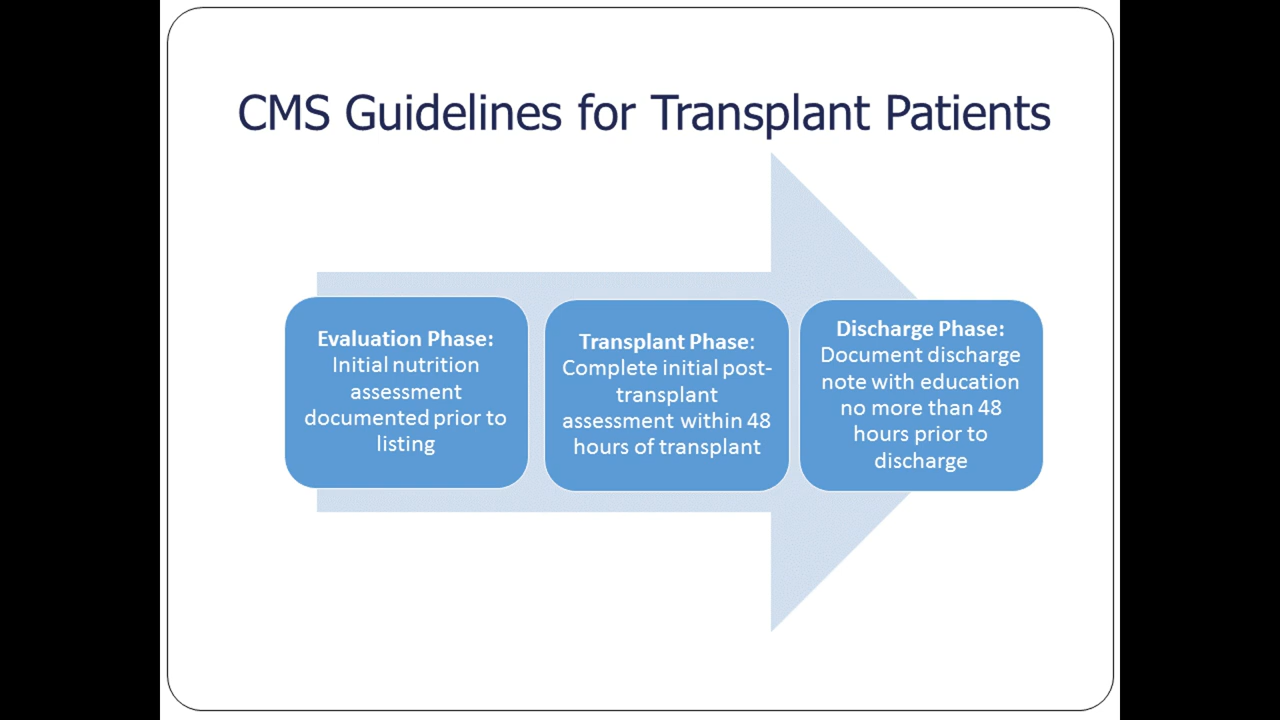 CMS Guidelines for Transplant Patients
Evaluation Phase:
Initial nutrition
assessment
documented prior to
listing
Transplant Phase:
Complete initial post-
transplant
assessment within 48
hours of transplant
Discharge Phase:
Document discharge
note with education
no more than 48
hours prior to
discharge